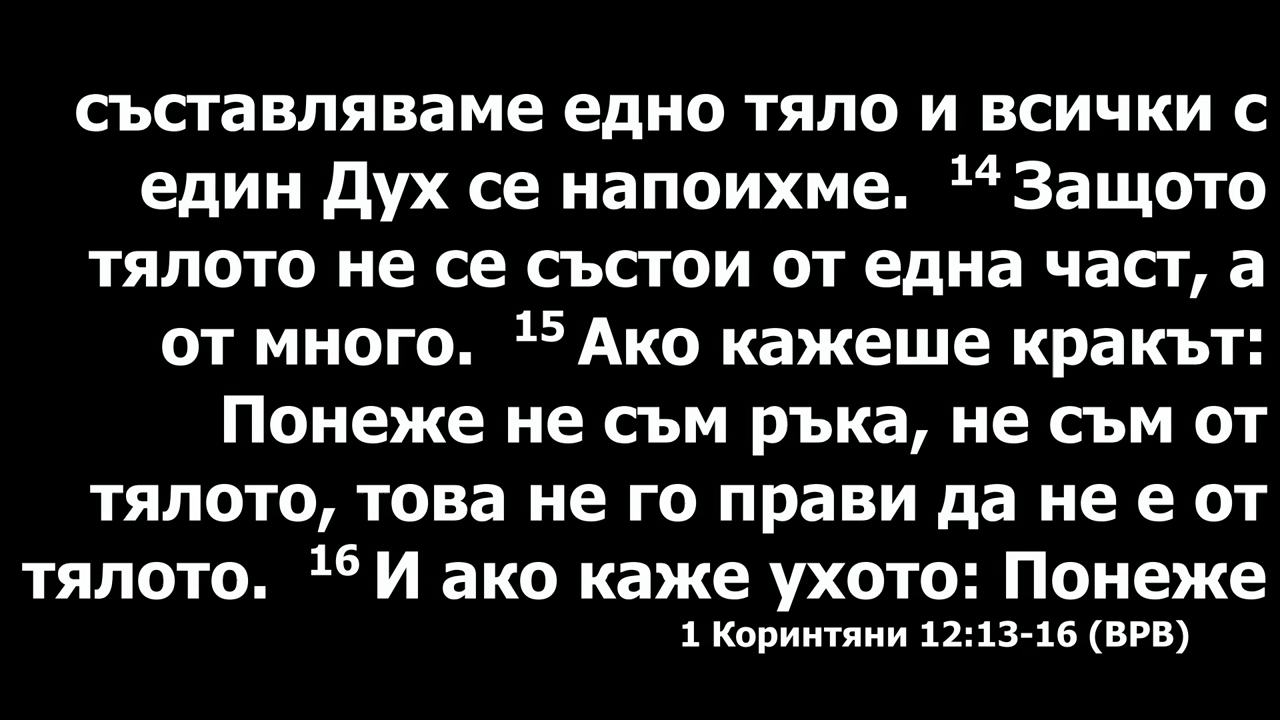 съставляваме едно тяло и всички с
един Дух се напоихме. 14 Защото
тялото не се състои от една част, а
от много. 15 Ако кажеше кракът:
Понеже не съм ръка, не съм от
тялото, това не го прави да не е от
тялото. 16 И ако каже ухото: Понеже
1 Коринтяни 12:13-16 (ВРВ)